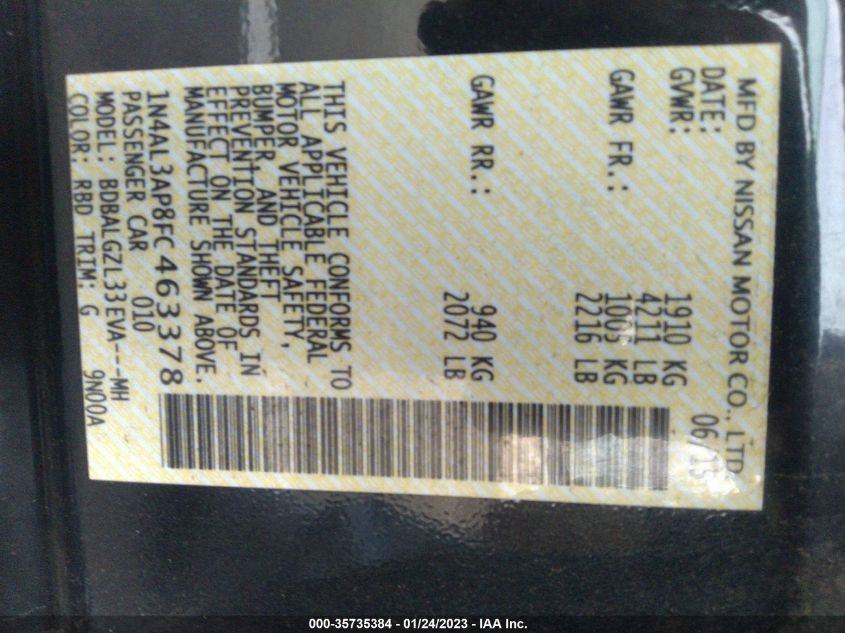 MFD BY NISSAN MOTOR CO., LTD
DATE: 06/15
GVWR: 1910 KG
4211 LB
GAWR FR.: 1005 KG
2216 LB
GAWR RR.: 940 KG
2072 LB
THIS VEHICLE CONFORMS TO
ALL APPLICABLE FEDERAL
MOTOR VEHICLE SAFETY,
BUMPER, AND THEFT
PREVENTION STANDARDS IN
EFFECT ON THE DATE OF
MANUFACTURE SHOWN ABOVE.
1N4AL3AP8FC463378
PASSENGER CAR 010
MODEL: BDBALGZL33EVA---MH
COLOR: RBD TRIM: G 9N00A
000-35735384 - 01/24/2023 - IAA Inc.